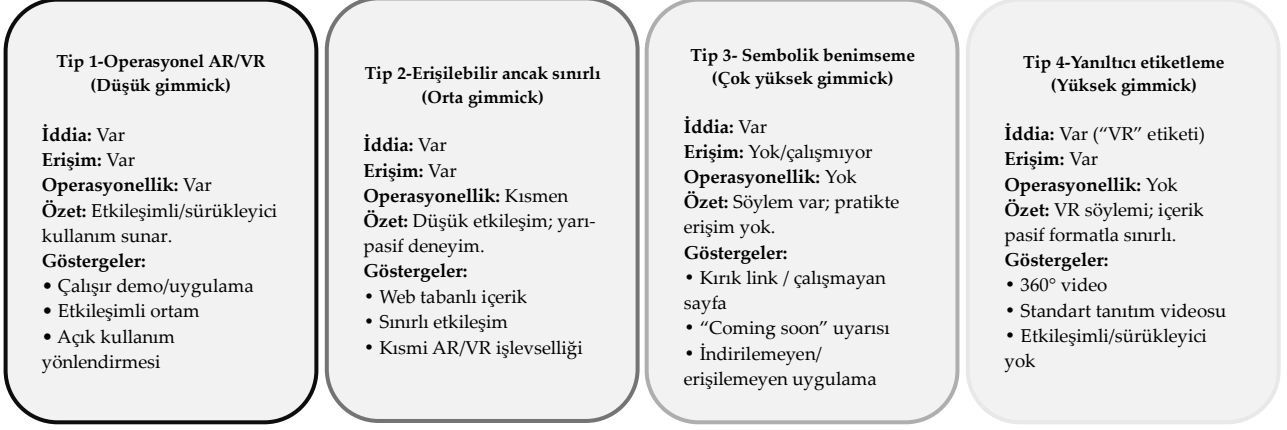 Tip 1-Operasyonel AR/VR
(Düşük gimmick)
İddia: Var
Erişim: Var
Operasyonellik: Var
Özet: Etkileşimli/sürükleyici
kullanım sunar.
Göstergeler:
• Çalışır demo/uygulama
• Etkileşimli ortam
• Açık kullanım
yönlendirmesi
Tip 2-Erişilebilir ancak sınırlı
(Orta gimmick)
İddia: Var
Erişim: Var
Operasyonellik: Kısmen
Özet: Düşük etkileşim; yarı-
pasif deneyim.
Göstergeler:
• Web tabanlı içerik
• Sınırlı etkileşim
• Kısmi AR/VR işlevselliği
Tip 3- Sembolik benimseme
(Çok yüksek gimmick)
İddia: Var
Erişim: Yok/çalışmıyor
Operasyonellik: Yok
Özet: Söylem var; pratikte
erişim yok.
Göstergeler:
• Kırık link / çalışmayan
sayfa
• “Coming soon” uyarısı
• İndirilemeyen/
erişilemeyen uygulama
Tip 4-Yanıltıcı etiketleme
(Yüksek gimmick)
İddia: Var (“VR” etiketi)
Erişim: Var
Operasyonellik: Yok
Özet: VR söylemi; içerik
pasif formatla sınırlı.
Göstergeler:
• 360° video
• Standart tanıtım videosu
• Etkileşimli/sürükleyici
yok